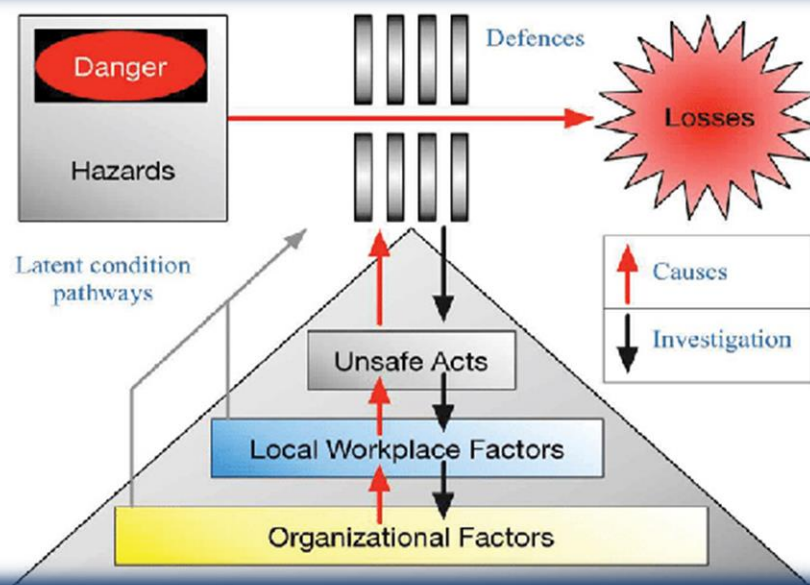 Danger
Hazards
Defences
Losses
Latent condition
pathways
Causes
Investigation
Unsafe Acts
Local Workplace Factors
Organizational Factors